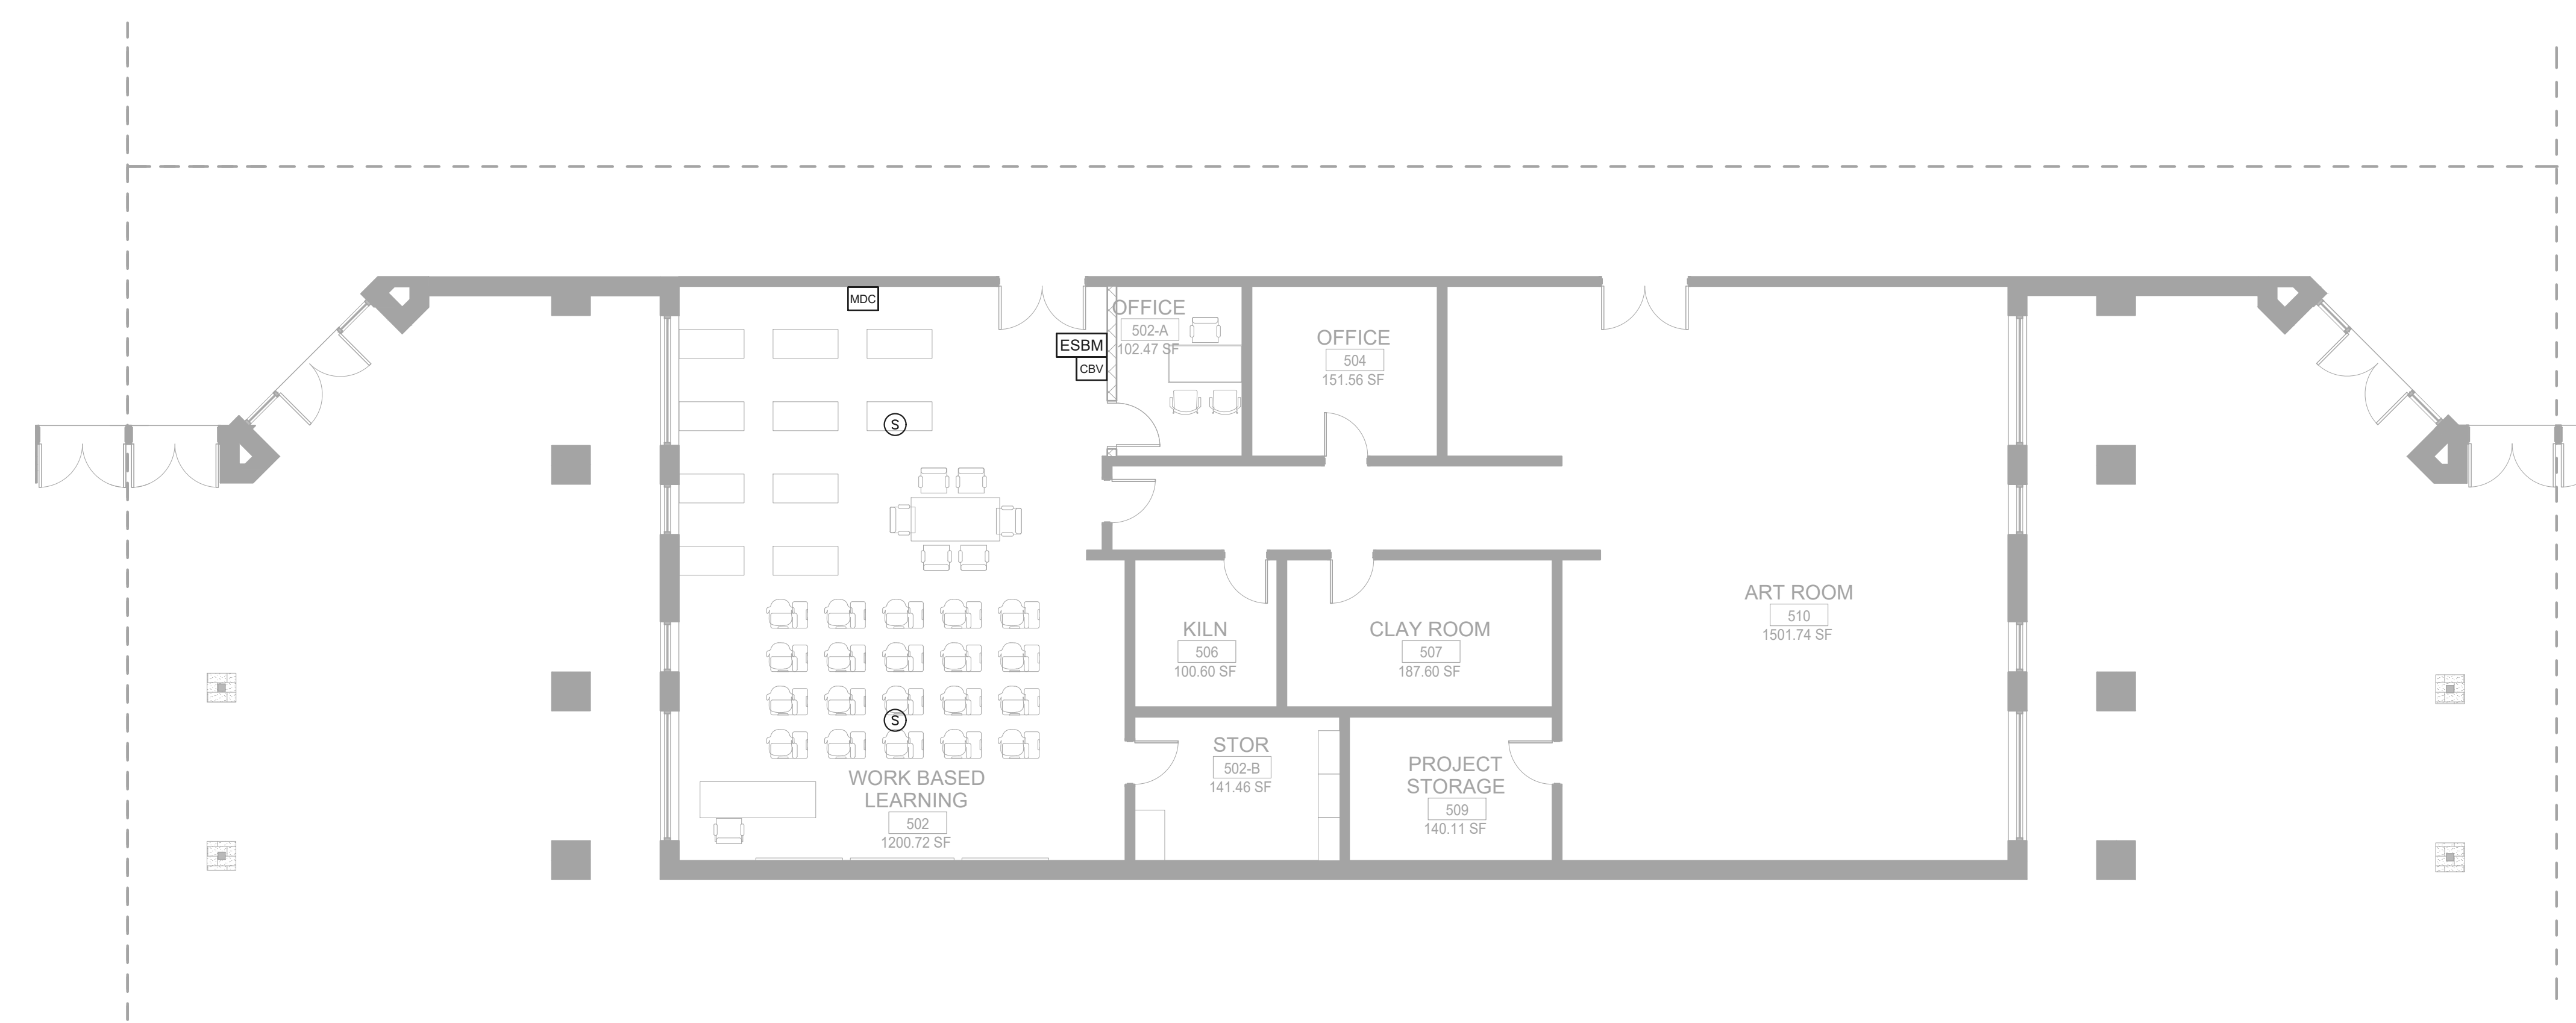 MDC
ESBM
CBV
OFFICE
502-A
102.47 SF
OFFICE
504
151.56 SF
S
ART ROOM
510
1501.74 SF
KILN
506
100.60 SF
CLAY ROOM
507
187.60 SF
S
WORK BASED
LEARNING
502
1200.72 SF
STOR
502-B
141.46 SF
PROJECT
STORAGE
509
140.11 SF